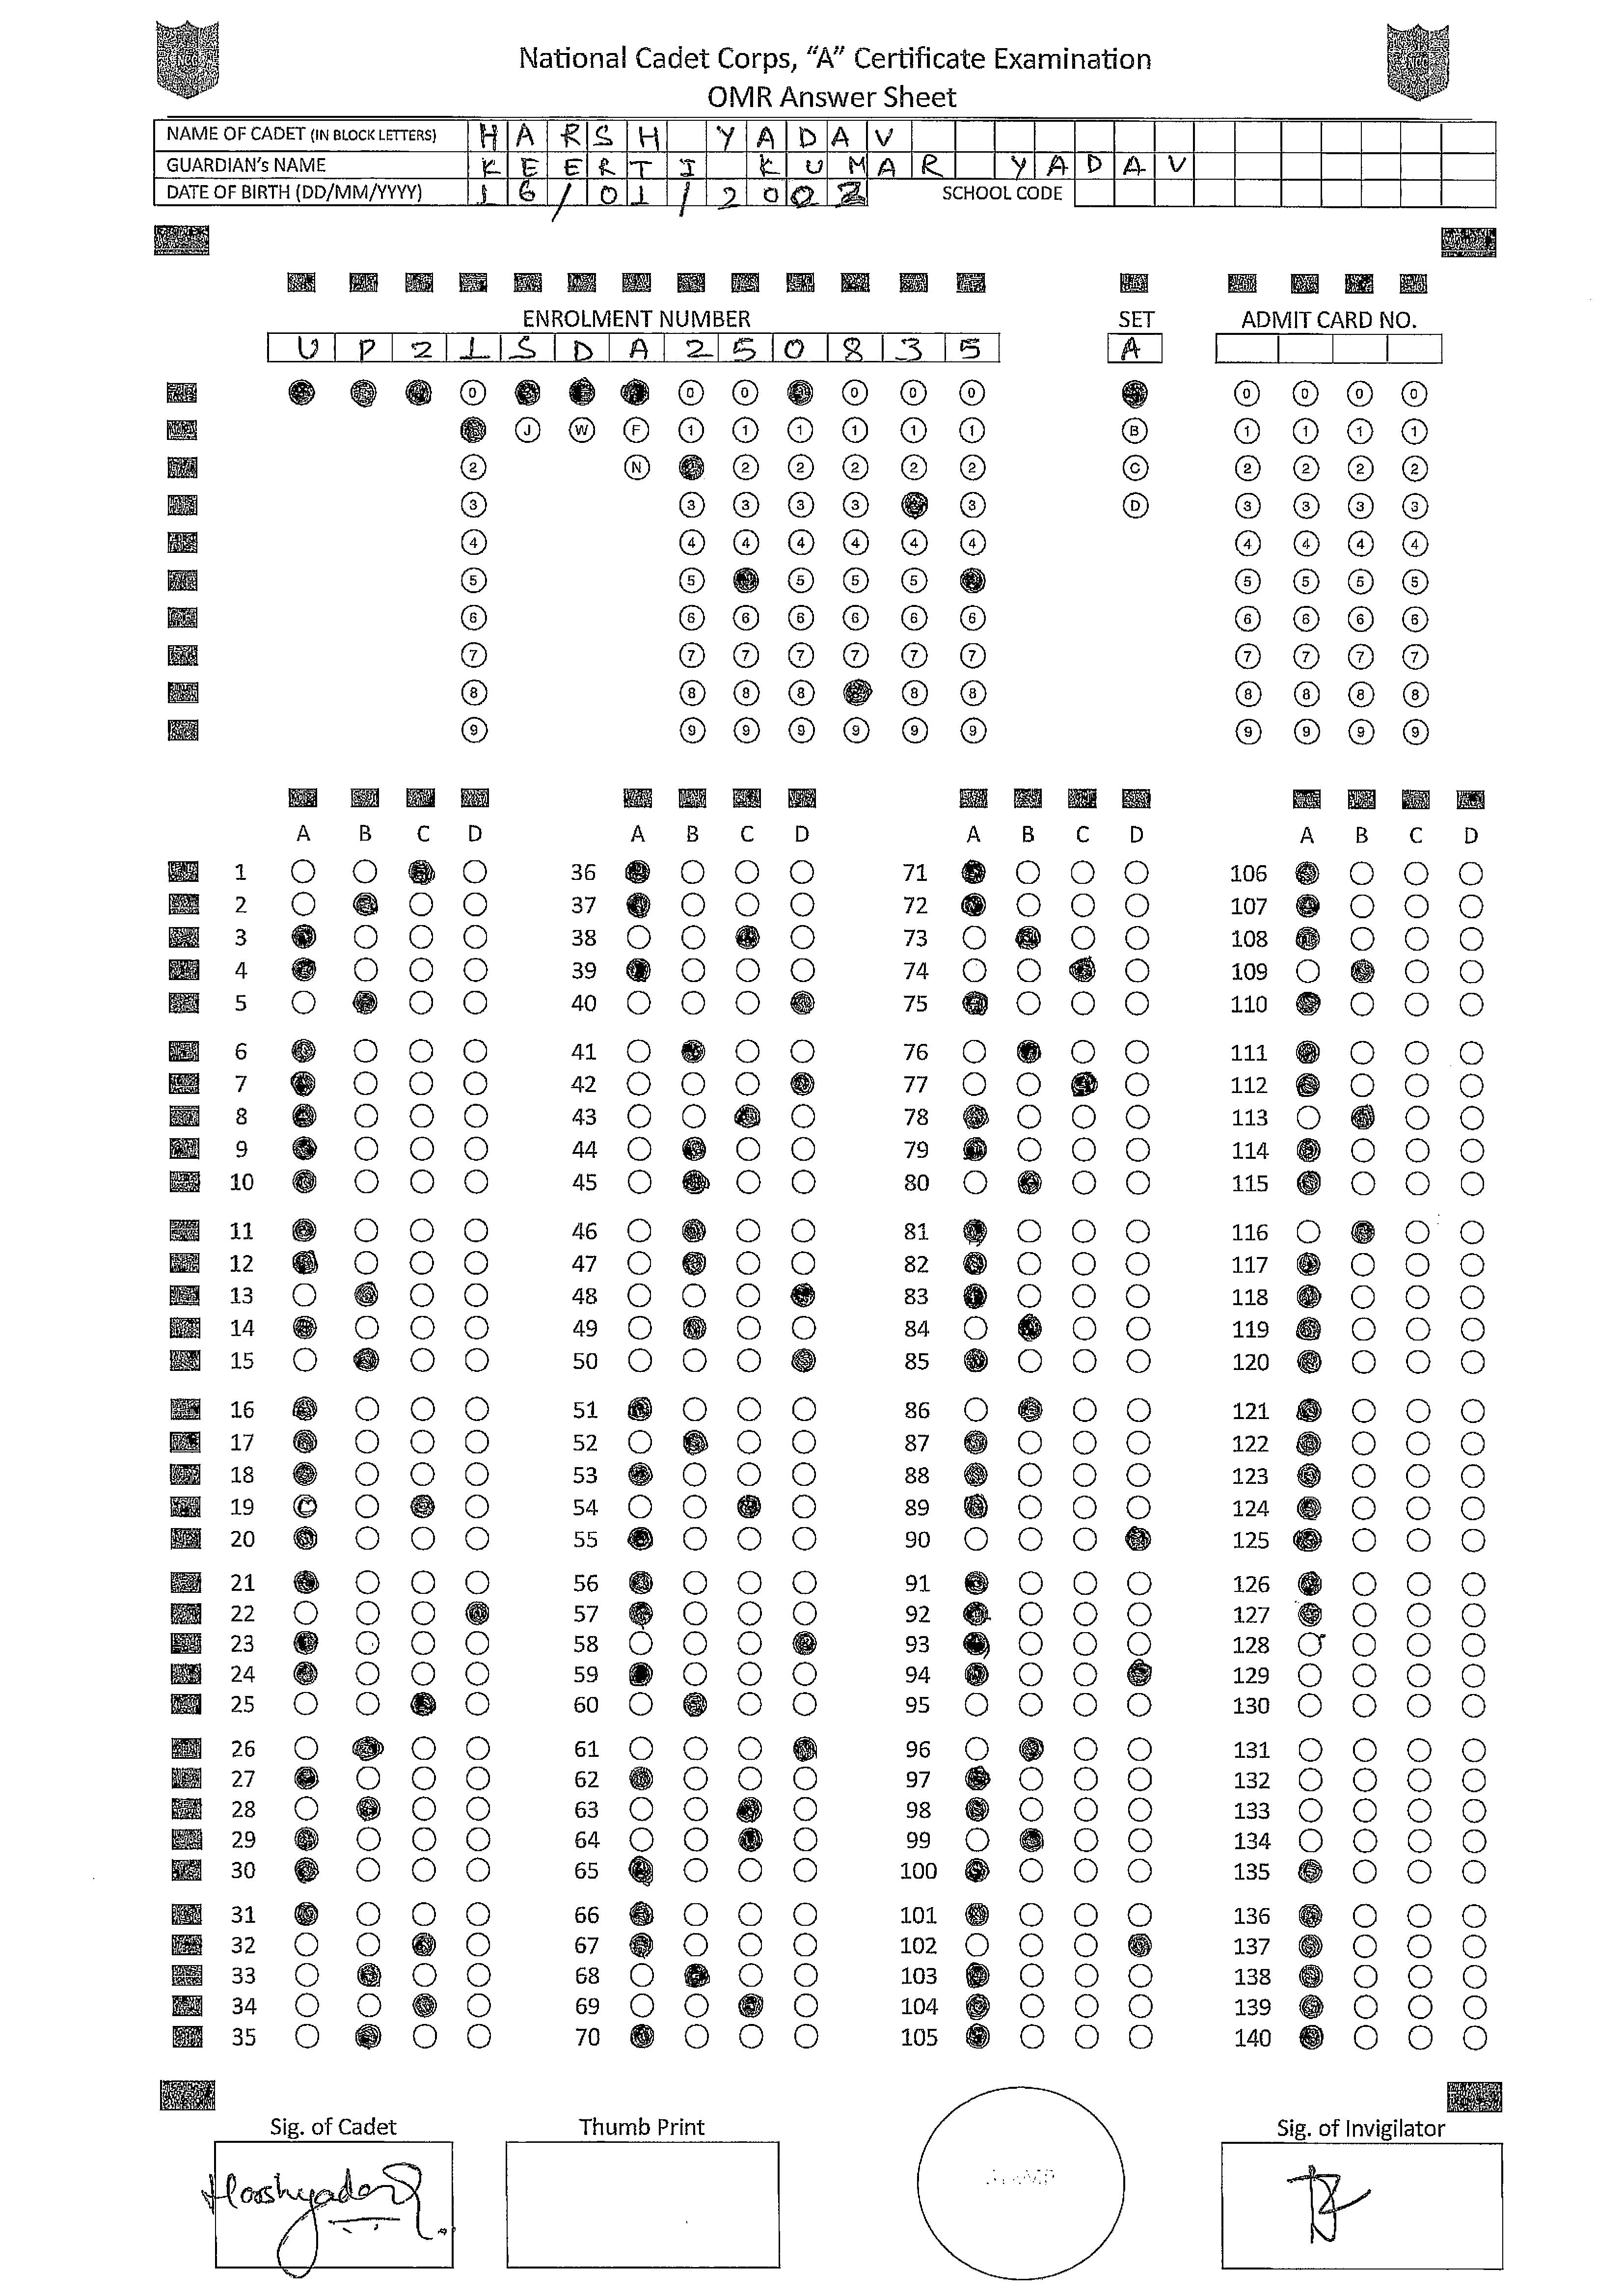 NCC NCC
National Cadet Corps, “A” Certificate Examination
OMR Answer Sheet
NAME OF CADET (IN BLOCK LETTERS) HARSH YADAV
GUARDIAN's NAME KEERTI KUMAR YADAV
DATE OF BIRTH (DD/MM/YYYY) 16/01/2002 SCHOOL CODE
ENROLMENT NUMBER SET ADMIT CARD NO.
U P 2 1 S D A 2 5 0 8 3 5 A
0 0 0 0 0 0 0 0 0 0
J W F 1 1 1 1 1 1 B 1 1 1 1
2 N 2 2 2 2 2 C 2 2 2 2
3 3 3 3 3 3 D 3 3 3 3
4 4 4 4 4 4 4 4 4 4 4
5 5 5 5 5 5 5 5 5
6 6 6 6 6 6 6 6 6 6 6
7 7 7 7 7 7 7 7 7 7 7
8 8 8 8 8 8 8 8 8 8
9 9 9 9 9 9 9 9 9 9 9
A B C D A B C D A B C D A B C D
1 36 71 106
2 37 72 107
3 38 73 108
4 39 74 109
5 40 75 110
6 41 76 111
7 42 77 112
8 43 78 113
9 44 79 114
10 45 80 115
11 46 81 116
12 47 82 117
13 48 83 118
14 49 84 119
15 50 85 120
16 51 86 121
17 52 87 122
18 53 88 123
19 54 89 124
20 55 90 125
21 56 91 126
22 57 92 127
23 58 93 128
24 59 94 129
25 60 95 130
26 61 96 131
27 62 97 132
28 63 98 133
29 64 99 134
30 65 100 135
31 66 101 136
32 67 102 137
33 68 103 138
34 69 104 139
35 70 105 140
Sig. of Cadet Thumb Print Sig. of Invigilator
Harshyadav